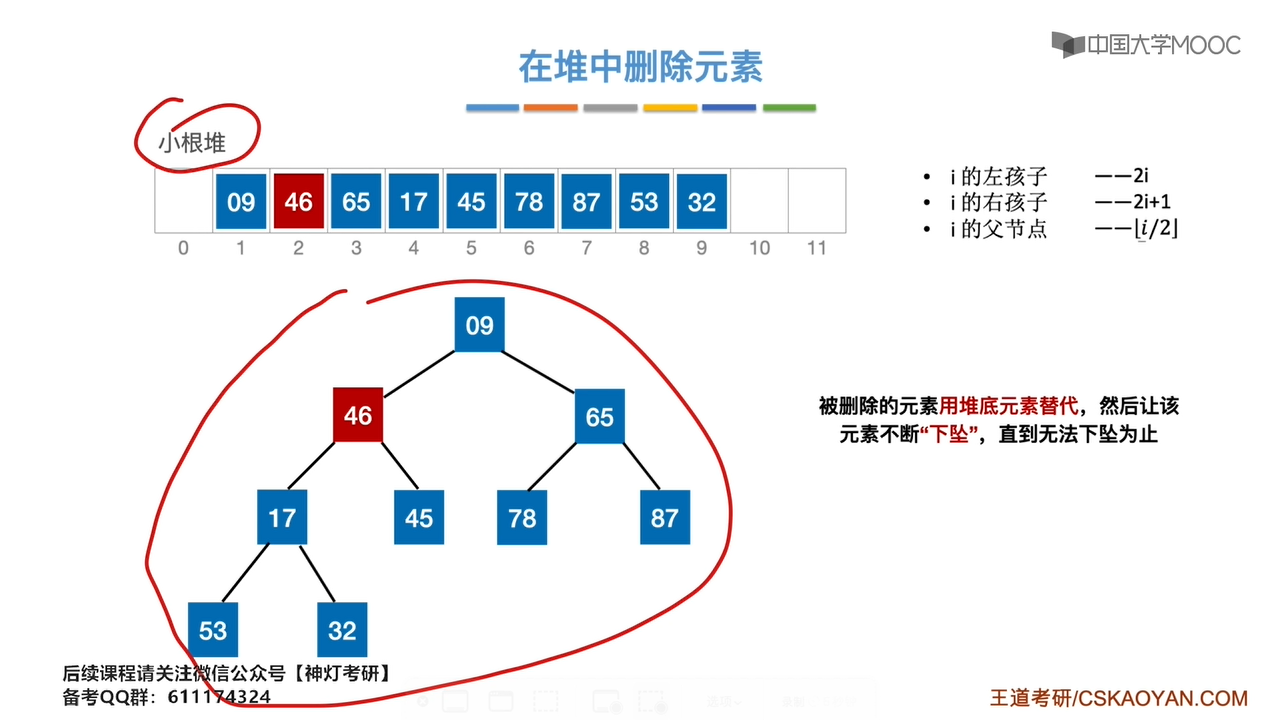 中国大学MOOC
在堆中删除元素
小根堆
09 46 65 17 45 78 87 53 32
0 1 2 3 4 5 6 7 8 9 10 11
• i 的左孩子 ——2i
• i 的右孩子 ——2i+1
• i 的父节点 ——⌊i/2⌋
09
46 65
17 45 78 87
53 32
被删除的元素用堆底元素替代，然后让该
元素不断“下坠”，直到无法下坠为止
后续课程请关注微信公众号【神灯考研】
备考QQ群：611174324
王道考研/CSKAOYAN.COM